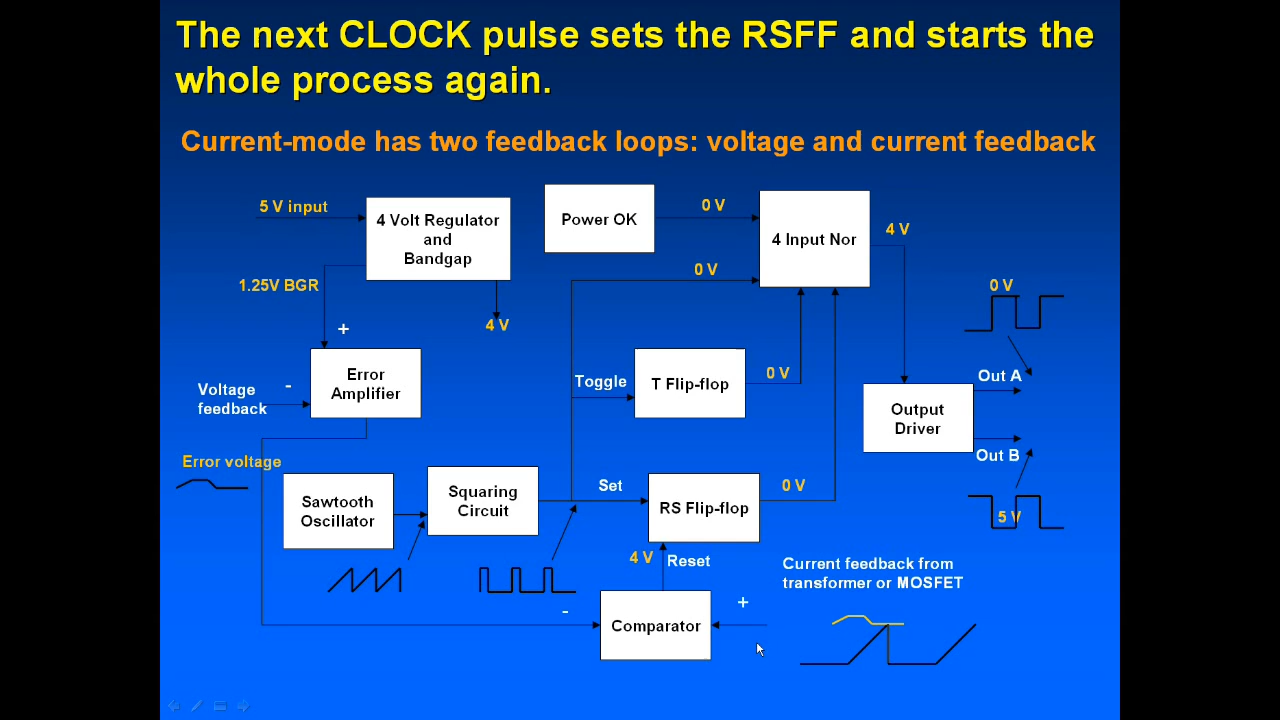 The next CLOCK pulse sets the RSFF and starts the
whole process again.
Current-mode has two feedback loops: voltage and current feedback
5 V input
4 Volt Regulator
and
Bandgap
Power OK
0 V
4 Input Nor
4 V
0 V
1.25V BGR
0 V
4 V
+
Error
Amplifier
-
Voltage
feedback
Toggle
T Flip-flop
0 V
Out A
Output
Driver
Out B
Error voltage
Sawtooth
Oscillator
Squaring
Circuit
Set
RS Flip-flop
0 V
5 V
4 V
Reset
Current feedback from
transformer or MOSFET
-
Comparator
+